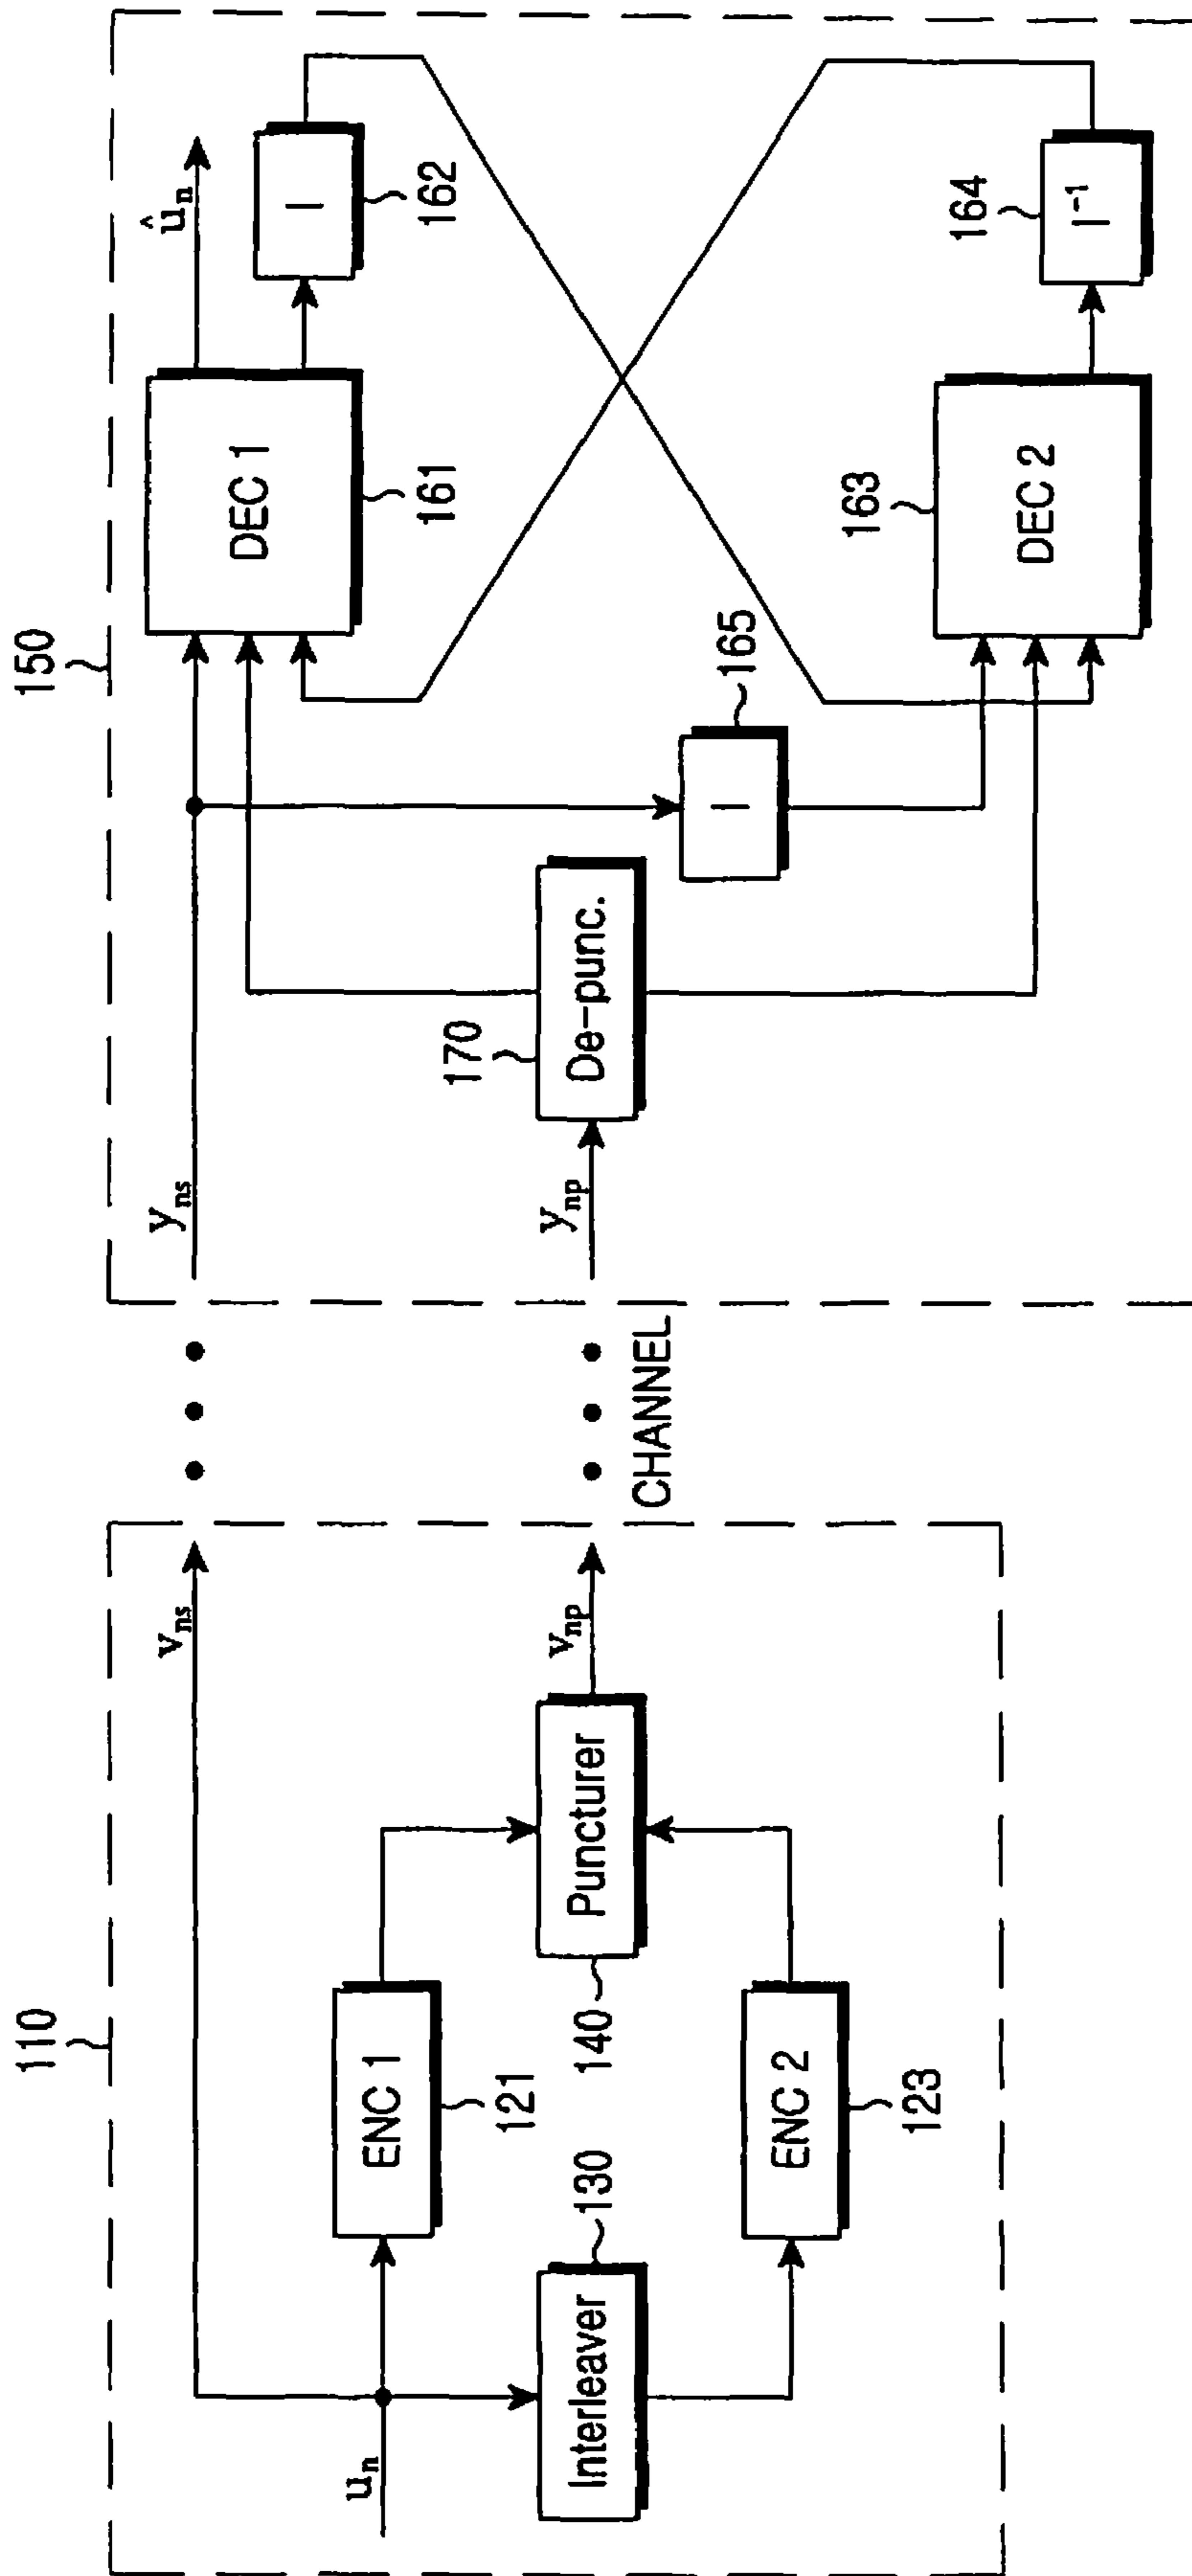 110
u_n
v_ns
ENC 1
121
Interleaver
130
Puncturer
140
v_np
ENC 2
123
CHANNEL
150
y_ns
û_n
DEC 1
161
I
162
y_np
De-punc.
170
I
165
DEC 2
163
I⁻¹
164